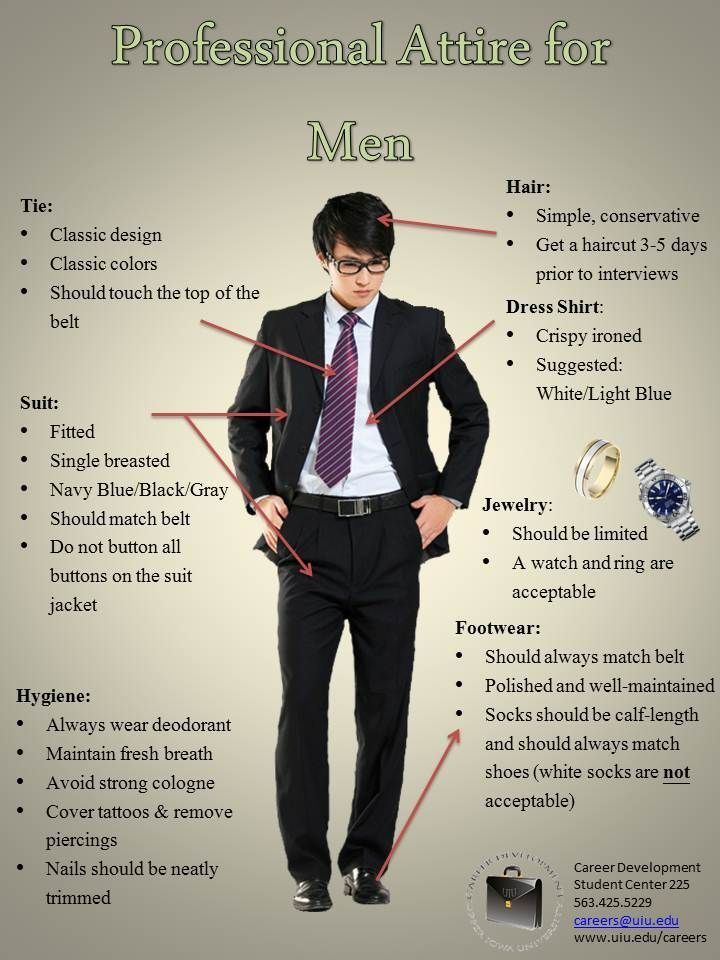 Professional Attire for
Men
Tie:
• Classic design
• Classic colors
• Should touch the top of the
belt
Suit:
• Fitted
• Single breasted
• Navy Blue/Black/Gray
• Should match belt
• Do not button all
buttons on the suit
jacket
Hygiene:
• Always wear deodorant
• Maintain fresh breath
• Avoid strong cologne
• Cover tattoos & remove
piercings
• Nails should be neatly
trimmed
Hair:
• Simple, conservative
• Get a haircut 3-5 days
prior to interviews
Dress Shirt:
• Crispy ironed
• Suggested:
White/Light Blue
Jewelry:
• Should be limited
• A watch and ring are
acceptable
Footwear:
• Should always match belt
• Polished and well-maintained
• Socks should be calf-length
and should always match
shoes (white socks are not
acceptable)
CAREER DEVELOPMENT
UIU
Career Development
Student Center 225
563.425.5229
careers@uiu.edu
www.uiu.edu/careers